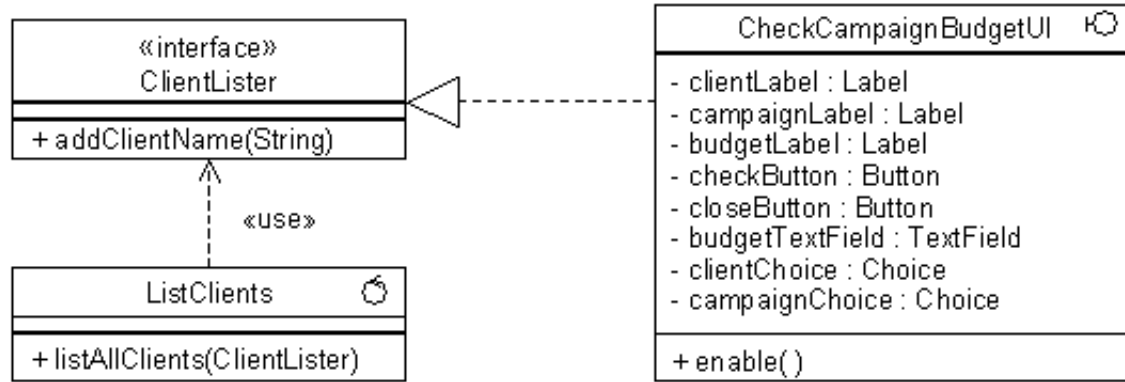 «interface»
ClientLister
+ addClientName(String)
«use»
ListClients
+ listAllClients(ClientLister)
CheckCampaignBudgetUI
- clientLabel : Label
- campaignLabel : Label
- budgetLabel : Label
- checkButton : Button
- closeButton : Button
- budgetTextField : TextField
- clientChoice : Choice
- campaignChoice : Choice
+ enable( )